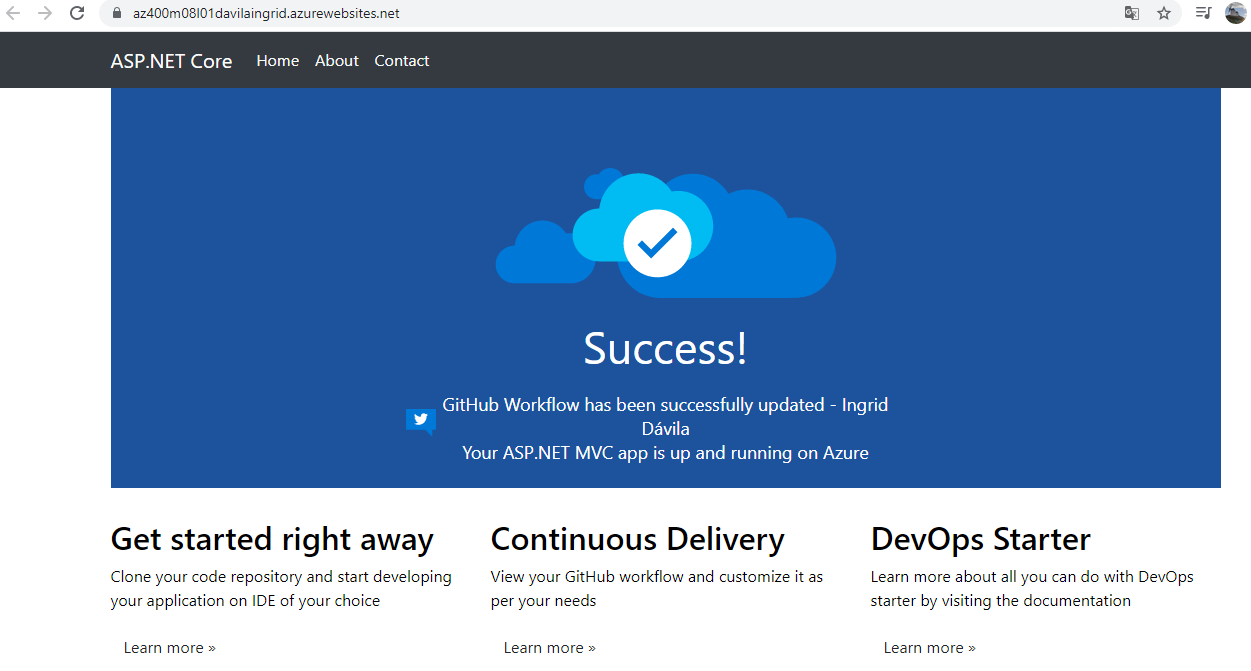 az400m08l01davilaingrid.azurewebsites.net
ASP.NET Core Home About Contact
Success!
GitHub Workflow has been successfully updated - Ingrid
Dávila
Your ASP.NET MVC app is up and running on Azure
Get started right away
Clone your code repository and start developing
your application on IDE of your choice
Learn more »
Continuous Delivery
View your GitHub workflow and customize it as
per your needs
Learn more »
DevOps Starter
Learn more about all you can do with DevOps
starter by visiting the documentation
Learn more »